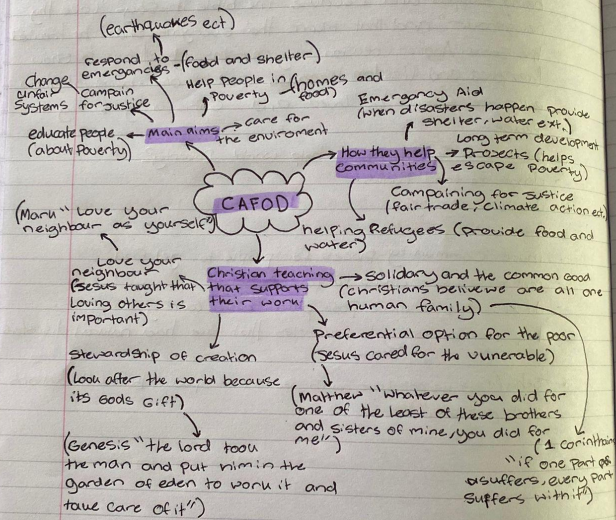 (earthquakes ect)
respond to
emergancies - (food and shelter)
Change
unfair
systems
campain
for justice
Help people in
Poverty
(homes and
food)
educate people
(about Poverty)
Main aims
care for
the enviroment
Emergancy Aid
(when disasters happen provide
shelter, water ext.)
How they help
communities
Long term development
Projects (helps
escape poverty)
Campaining for Justice
(fair trade, climate action ect)
helping Refugees (provide food and
water)
CAFOD
(Mark "Love your
neighbour as yourself")
Love your
neighbour
(Jesus taught that
Loving others is
important)
Christian teaching
that supports
their work
solidary and the common Good
(christians belivewe are all one
human family)
Preferential option for the poor
(Jesus cared for the vunerable)
Stewardship of creation
(Look after the world because
its Gods Gift)
(Matthew "whatever you did for
one of the least of these brothers
and sisters of mine, you did for
me")
(Genesis "the lord took
the man and put him in the
garden of eden to work it and
take care of it")
(1 corinthians
"if one part
suffers, every part
suffers with it")